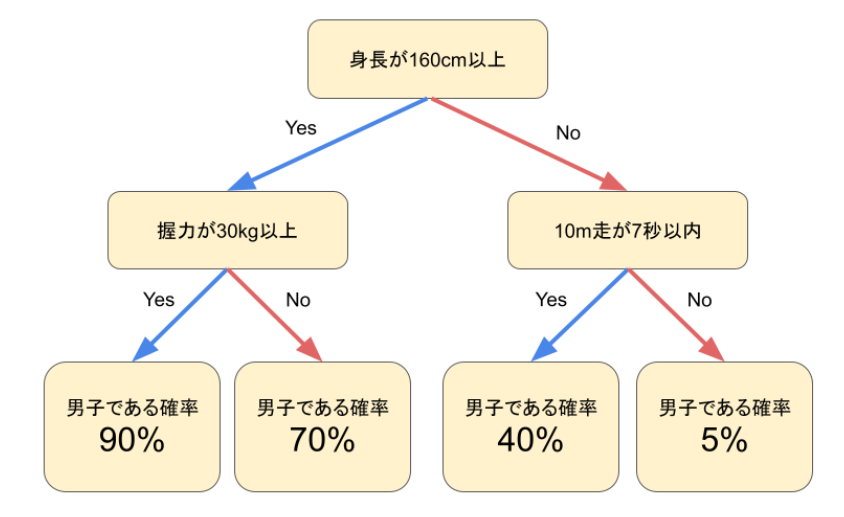 身長が160cm以上
Yes
No
握力が30kg以上
10m走が7秒以内
Yes
No
Yes
No
男子である確率
90%
男子である確率
70%
男子である確率
40%
男子である確率
5%